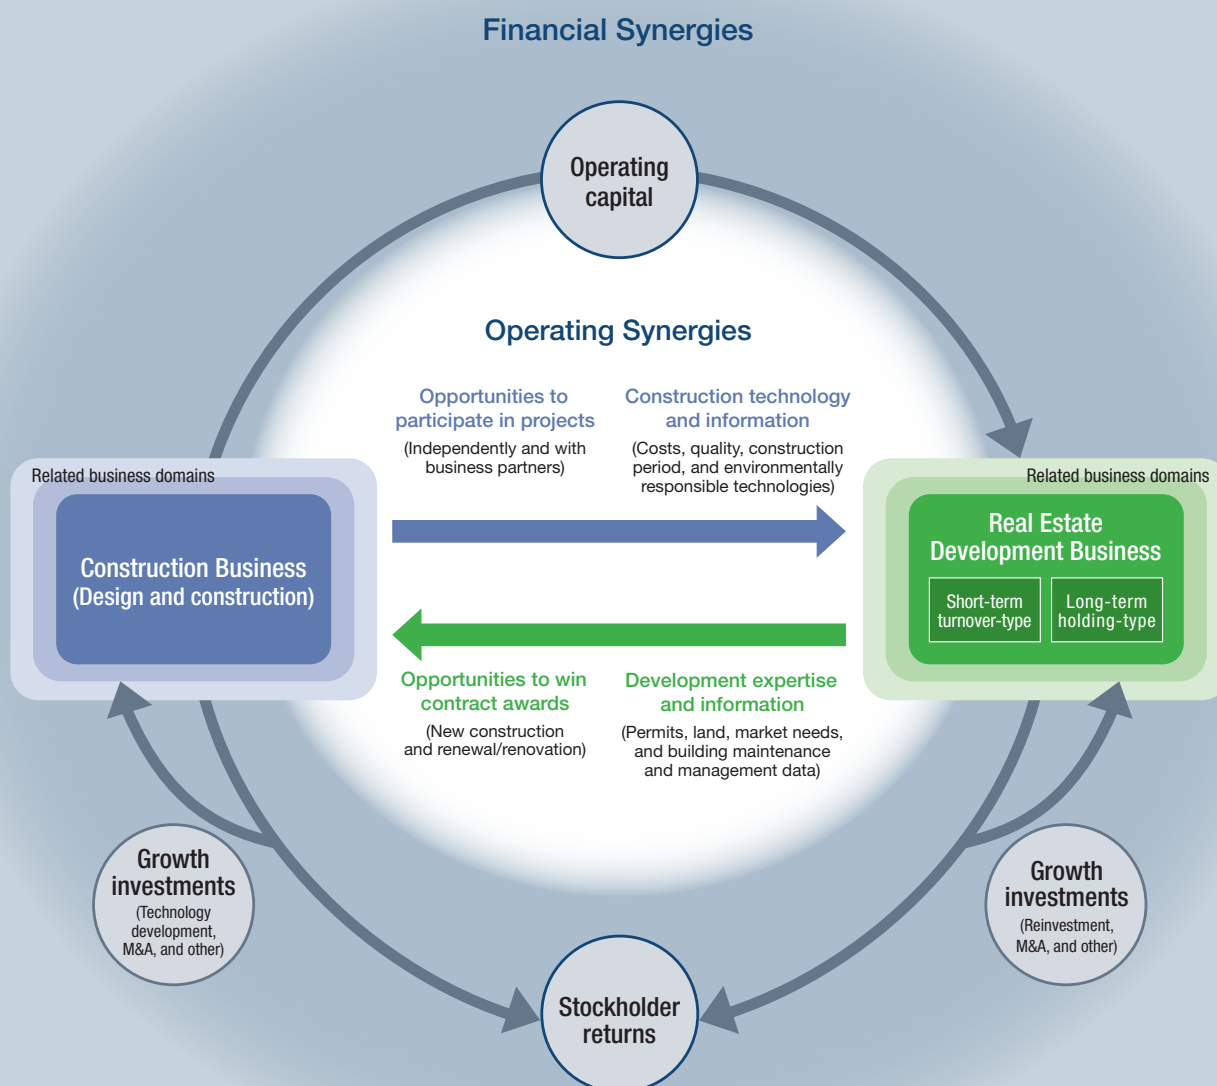 Financial Synergies
Operating
capital
Operating Synergies
Opportunities to
participate in projects
(Independently and with
business partners)
Construction technology
and information
(Costs, quality, construction
period, and environmentally
responsible technologies)
Related business domains
Construction Business
(Design and construction)
Related business domains
Real Estate
Development Business
Short-term
turnover-type
Long-term
holding-type
Opportunities to win
contract awards
(New construction
and renewal/renovation)
Development expertise
and information
(Permits, land, market needs,
and building maintenance
and management data)
Growth
investments
(Technology
development,
M&A, and other)
Growth
investments
(Reinvestment,
M&A, and other)
Stockholder
returns